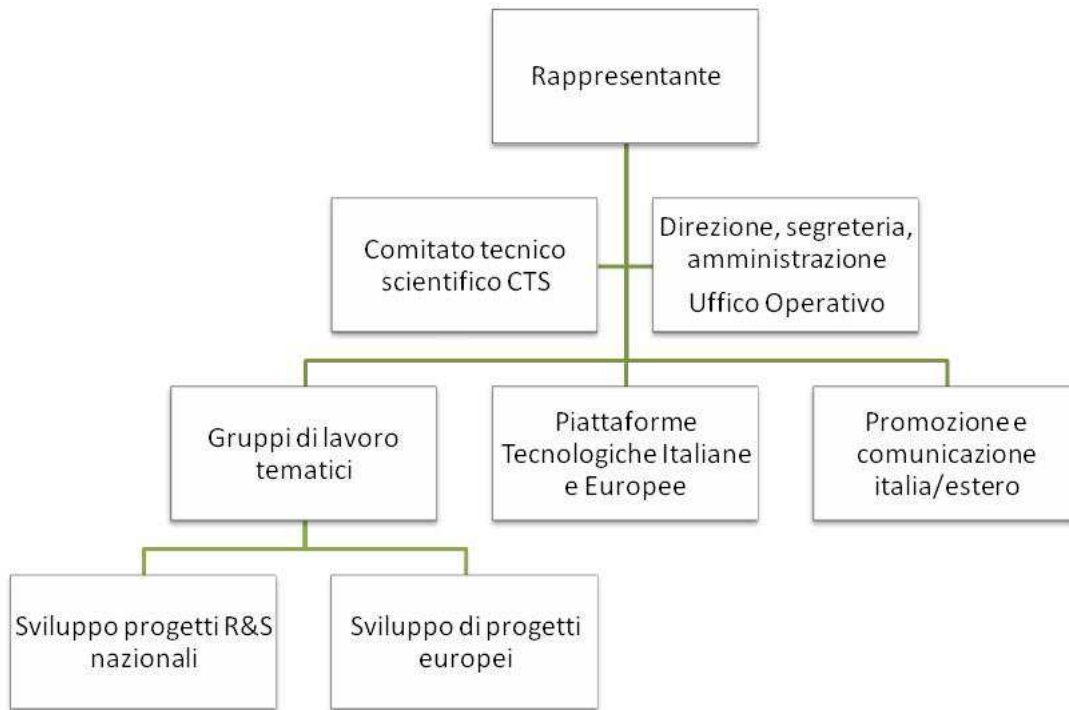 Rappresentante
Comitato tecnico
scientifico CTS
Direzione, segreteria,
amministrazione
Uffico Operativo
Gruppi di lavoro
tematici
Piattaforme
Tecnologiche Italiane
e Europee
Promozione e
comunicazione
italia/estero
Sviluppo progetti R&S
nazionali
Sviluppo di progetti
europei